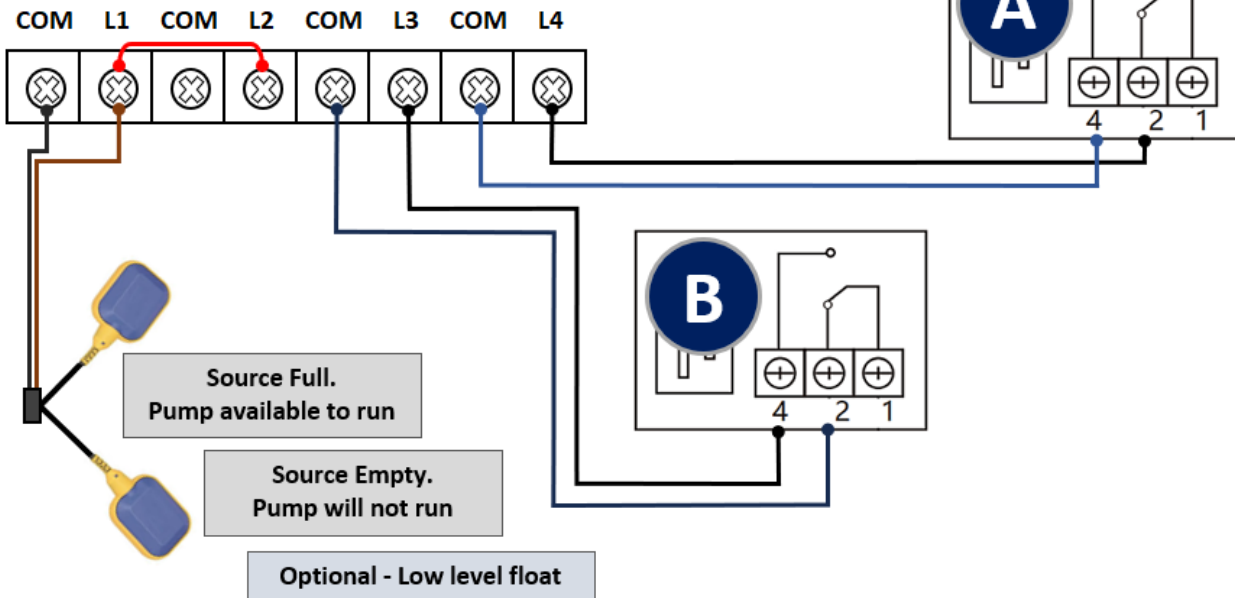 COM L1 COM L2 COM L3 COM L4
A
4 2 1
B
4 2 1
Source Full.
Pump available to run
Source Empty.
Pump will not run
Optional - Low level float